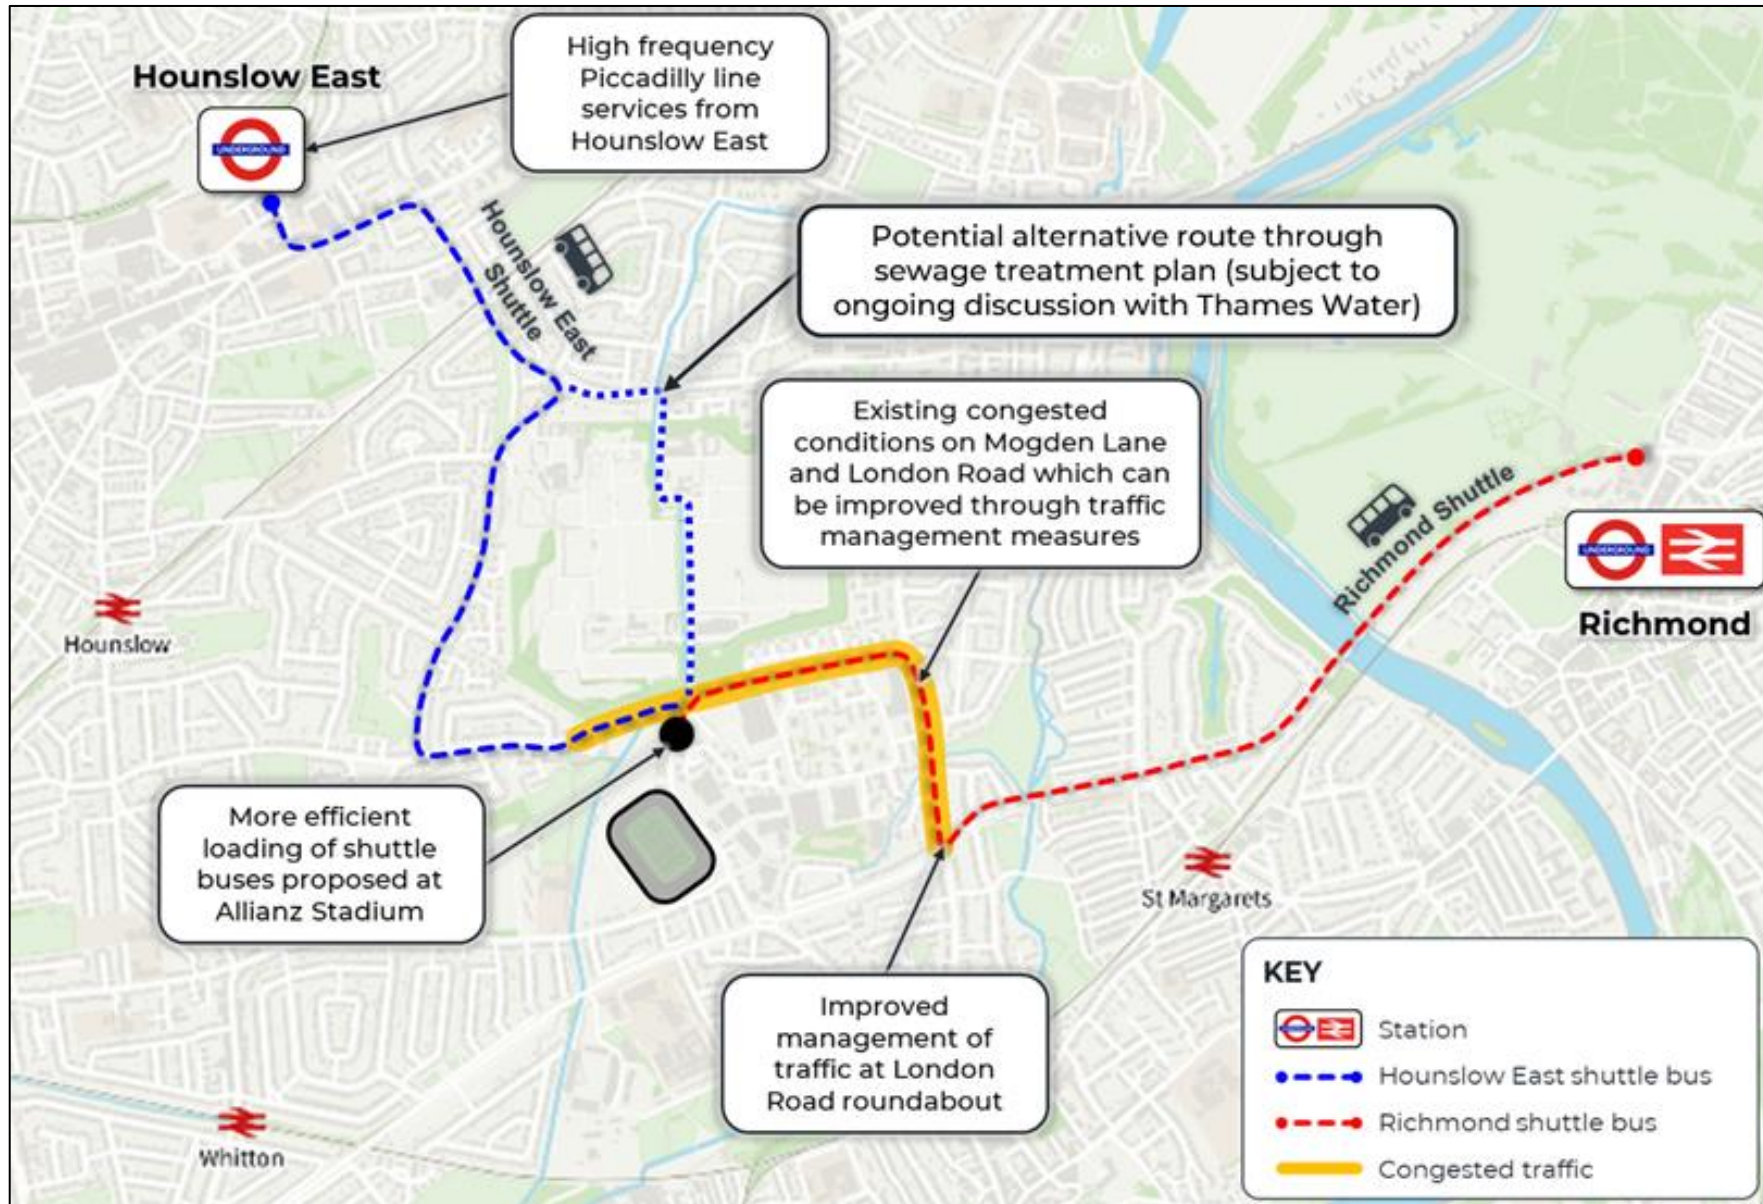 Hounslow East
UNDERGROUND
High frequency
Piccadilly line
services from
Hounslow East
Hounslow East
Shuttle
Potential alternative route through
sewage treatment plan (subject to
ongoing discussion with Thames Water)
Existing congested
conditions on Mogden Lane
and London Road which can
be improved through traffic
management measures
Richmond Shuttle
UNDERGROUND
Richmond
Hounslow
More efficient
loading of shuttle
buses proposed at
Allianz Stadium
St Margarets
Improved
management of
traffic at London
Road roundabout
Whitton
KEY
Station
Hounslow East shuttle bus
Richmond shuttle bus
Congested traffic